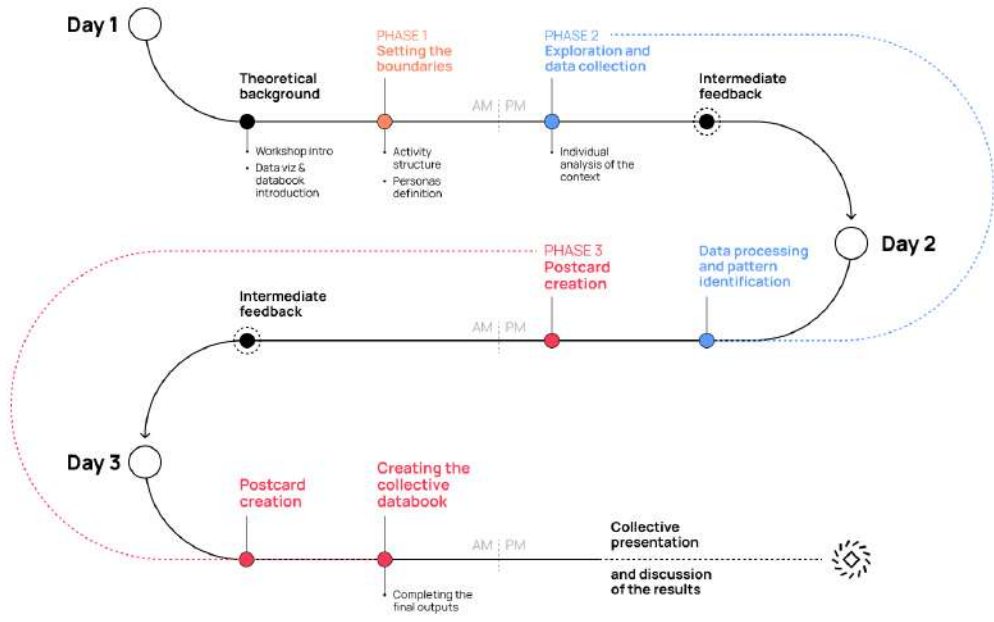 Day 1
PHASE 1
Setting the
boundaries
PHASE 2
Exploration and
data collection
Theoretical
background
Intermediate
feedback
AM PM
• Workshop intro
• Data viz &
databook
introduction
• Activity
structure
• Personas
definition
• Individual
analysis of the
context
Day 2
PHASE 3
Postcard
creation
Data processing
and pattern
identification
Intermediate
feedback
AM PM
Day 3
Postcard
creation
Creating the
collective
databook
AM PM
Collective
presentation
and discussion
of the results
• Completing the
final outputs